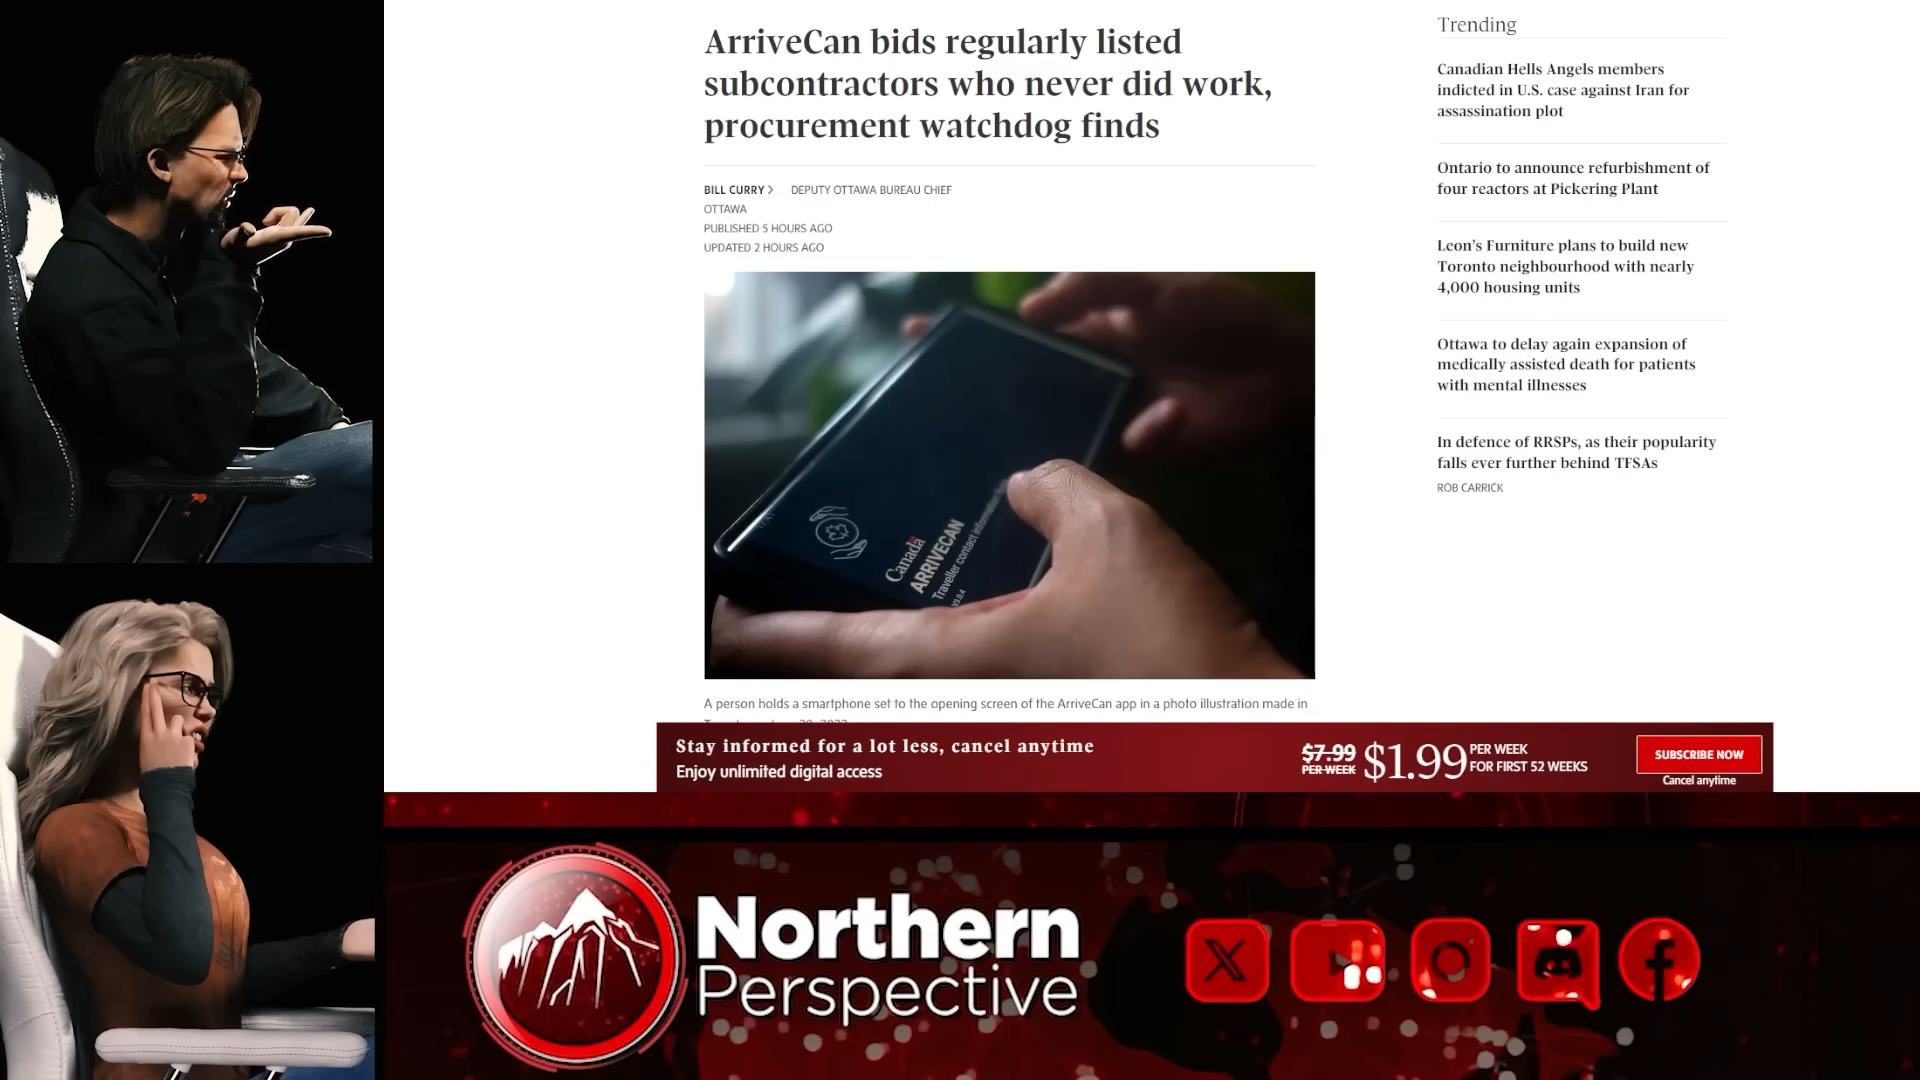 ArriveCan bids regularly listed
subcontractors who never did work,
procurement watchdog finds
BILL CURRY > DEPUTY OTTAWA BUREAU CHIEF
OTTAWA
PUBLISHED 5 HOURS AGO
UPDATED 2 HOURS AGO
Canada
ARRIVECAN
Traveller contact information
v3.0.4
A person holds a smartphone set to the opening screen of the ArriveCan app in a photo illustration made in
Trending
Canadian Hells Angels members
indicted in U.S. case against Iran for
assassination plot
Ontario to announce refurbishment of
four reactors at Pickering Plant
Leon's Furniture plans to build new
Toronto neighbourhood with nearly
4,000 housing units
Ottawa to delay again expansion of
medically assisted death for patients
with mental illnesses
In defence of RRSPs, as their popularity
falls ever further behind TFSAs
ROB CARRICK
Stay informed for a lot less, cancel anytime
Enjoy unlimited digital access
$7.99
PER WEEK
$1.99
PER WEEK
FOR FIRST 52 WEEKS
SUBSCRIBE NOW
Cancel anytime
Northern
Perspective